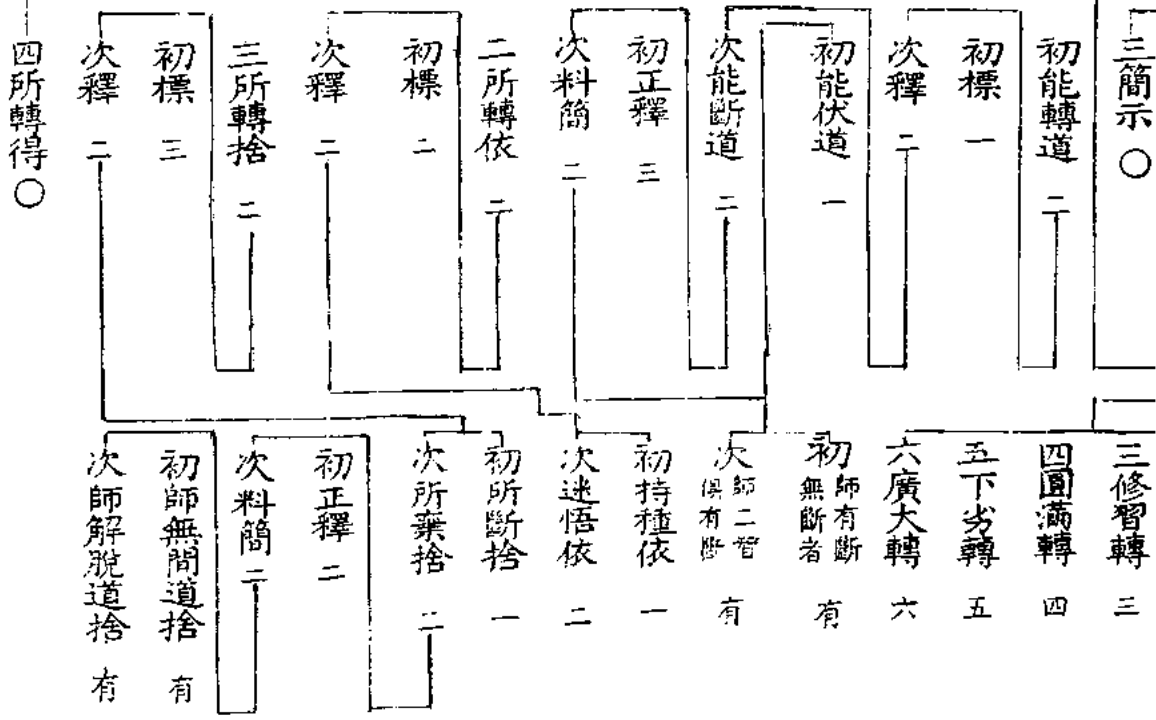 三簡示 〇
初能轉道 二
初標 一
次釋 二
初能伏道 一
次能斷道 二
初正釋 三
次料簡 二
二所轉依 二
初標 二
次釋 二
三所轉捨 二
初標 三
次釋 二
四所轉得 〇
三修習轉 三
四圓滿轉 四
五下劣轉 五
六廣大轉 六
初師有斷無斷者 有
次師二智俱有斷 有
初持種依 一
次迷悟依 二
初所斷捨 一
次所棄捨 二
初正釋 二
次料簡 二
初師無間道捨 有
次師解脫道捨 有